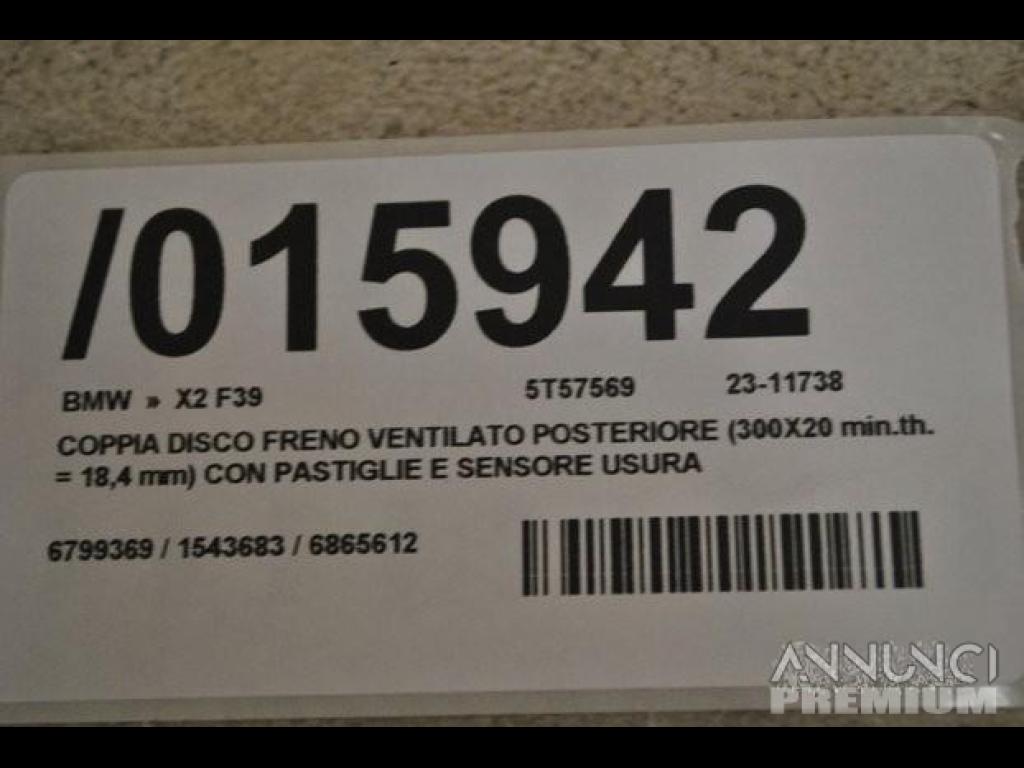 /015942
BMW » X2 F39 5T57569 23-11738
COPPIA DISCO FRENO VENTILATO POSTERIORE (300X20 min.th.
= 18,4 mm) CON PASTIGLIE E SENSORE USURA
6799369 / 1543683 / 6865612
ANNUNCI
PREMIUM